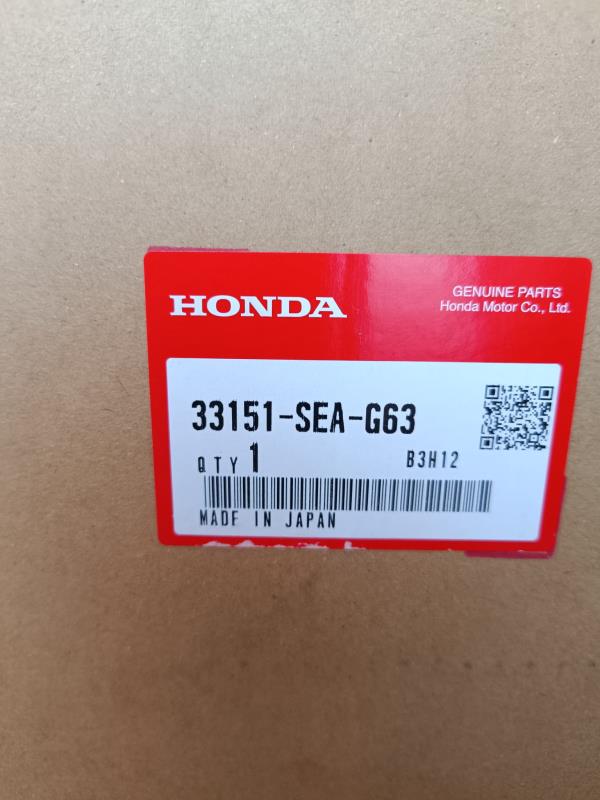 HONDA
GENUINE PARTS
Honda Motor Co., Ltd.
33151-SEA-G63
QTY 1
B3H12
MADE IN JAPAN